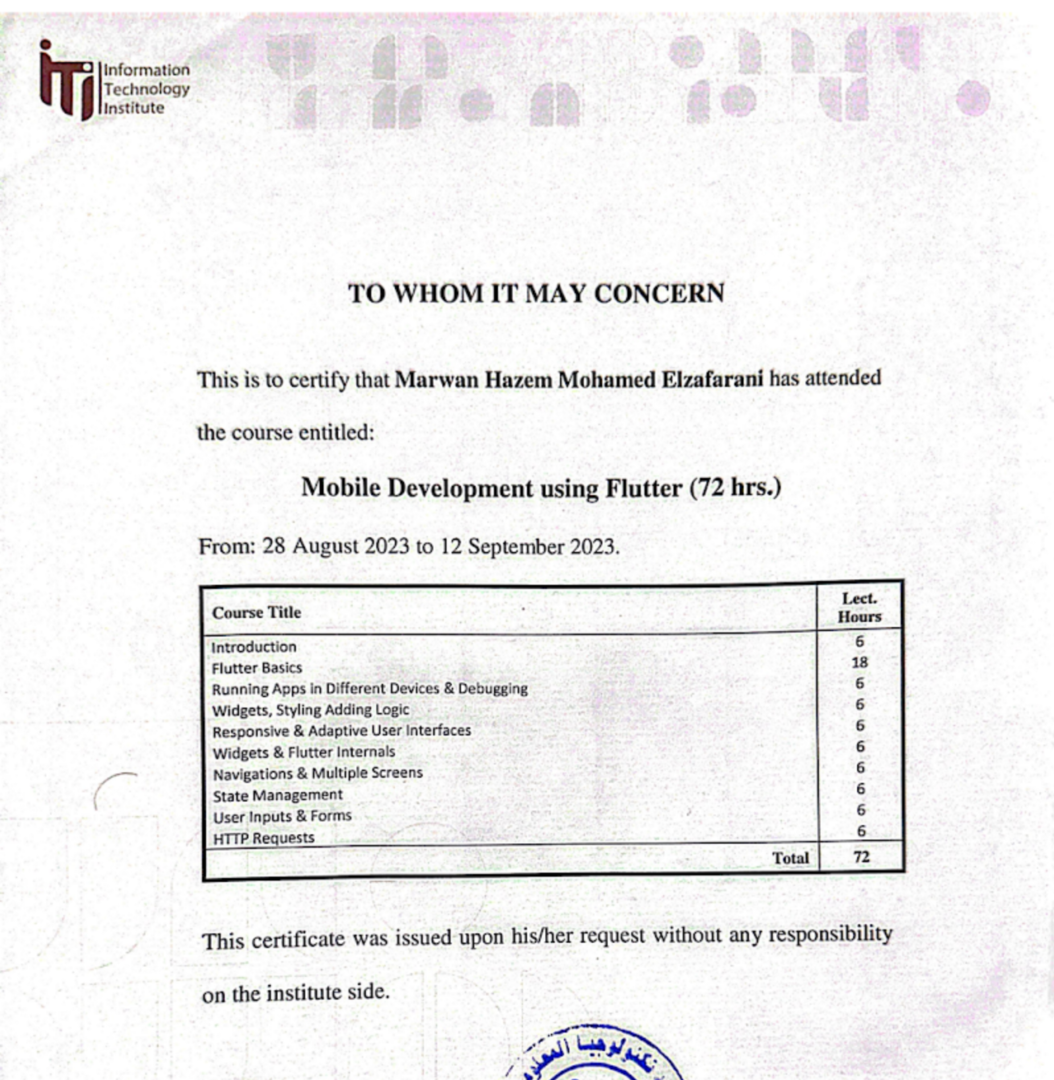 iTi
Information
Technology
Institute
TO WHOM IT MAY CONCERN
This is to certify that Marwan Hazem Mohamed Elzafarani has attended
the course entitled:
Mobile Development using Flutter (72 hrs.)
From: 28 August 2023 to 12 September 2023.
Course Title Lect. Hours
Introduction 6
Flutter Basics 18
Running Apps in Different Devices & Debugging 6
Widgets, Styling Adding Logic 6
Responsive & Adaptive User Interfaces 6
Widgets & Flutter Internals 6
Navigations & Multiple Screens 6
State Management 6
User Inputs & Forms 6
HTTP Requests 6
Total 72
This certificate was issued upon his/her request without any responsibility
on the institute side.
تكنولوجيا